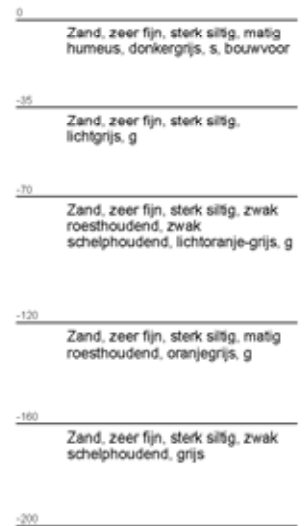 0
Zand, zeer fijn, sterk siltig, matig
humeus, donkergrijs, s, bouwvoor
-35
Zand, zeer fijn, sterk siltig,
lichtgrijs, g
-70
Zand, zeer fijn, sterk siltig, zwak
roesthoudend, zwak
schelphoudend, lichtoranje-grijs, g
-120
Zand, zeer fijn, sterk siltig, matig
roesthoudend, oranjegrijs, g
-160
Zand, zeer fijn, sterk siltig, zwak
schelphoudend, grijs
-200